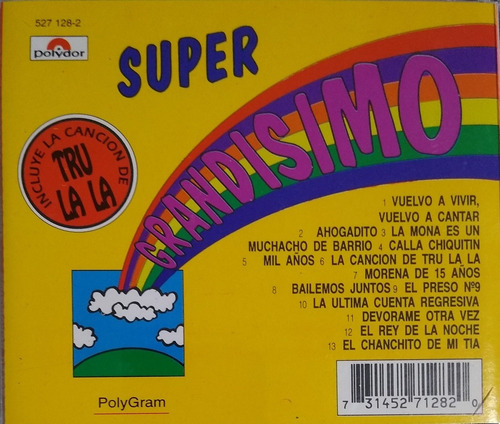 527 128-2
polydor
SUPER
GRANDISIMO
INCLUYE LA CANCION DE
TRU
LA LA
1 VUELVO A VIVIR,
VUELVO A CANTAR
2 AHOGADITO 3 LA MONA ES UN
MUCHACHO DE BARRIO 4 CALLA CHIQUITIN
5 MIL AÑOS 6 LA CANCION DE TRU LA LA
7 MORENA DE 15 AÑOS
8 BAILEMOS JUNTOS 9 EL PRESO Nº9
10 LA ULTIMA CUENTA REGRESIVA
11 DEVORAME OTRA VEZ
12 EL REY DE LA NOCHE
13 EL CHANCHITO DE MI TIA
PolyGram
7 31452 71282 0